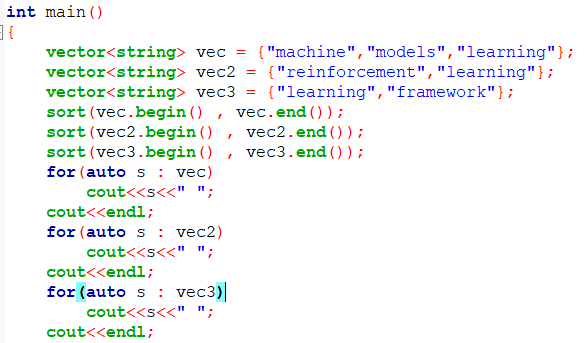 int main()
{
    vector<string> vec = {"machine","models","learning"};
    vector<string> vec2 = {"reinforcement","learning"};
    vector<string> vec3 = {"learning","framework"};
    sort(vec.begin() , vec.end());
    sort(vec2.begin() , vec2.end());
    sort(vec3.begin() , vec3.end());
    for(auto s : vec)
        cout<<s<<" ";
    cout<<endl;
    for(auto s : vec2)
        cout<<s<<" ";
    cout<<endl;
    for(auto s : vec3)
        cout<<s<<" ";
    cout<<endl;